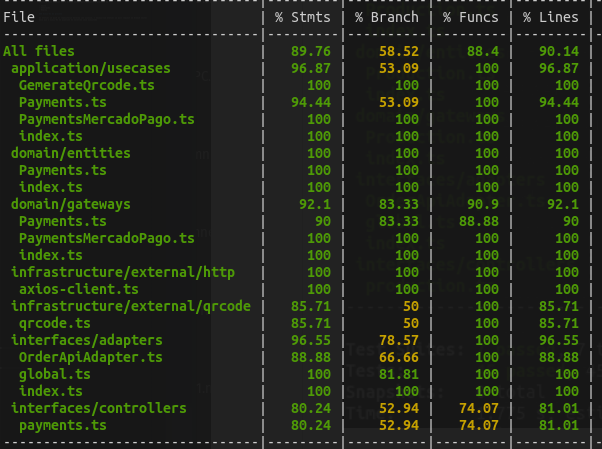 File | % Stmts | % Branch | % Funcs | % Lines |
All files | 89.76 | 58.52 | 88.4 | 90.14 |
application/usecases | 96.87 | 53.09 | 100 | 96.87 |
GemerateQrcode.ts | 100 | 100 | 100 | 100 |
Payments.ts | 94.44 | 53.09 | 100 | 94.44 |
PaymentsMercadoPago.ts | 100 | 100 | 100 | 100 |
index.ts | 100 | 100 | 100 | 100 |
domain/entities | 100 | 100 | 100 | 100 |
Payments.ts | 100 | 100 | 100 | 100 |
index.ts | 100 | 100 | 100 | 100 |
domain/gateways | 92.1 | 83.33 | 90.9 | 92.1 |
Payments.ts | 90 | 83.33 | 88.88 | 90 |
PaymentsMercadoPago.ts | 100 | 100 | 100 | 100 |
index.ts | 100 | 100 | 100 | 100 |
infrastructure/external/http | 100 | 100 | 100 | 100 |
axios-client.ts | 100 | 100 | 100 | 100 |
infrastructure/external/qrcode | 85.71 | 50 | 100 | 85.71 |
qrcode.ts | 85.71 | 50 | 100 | 85.71 |
interfaces/adapters | 96.55 | 78.57 | 100 | 96.55 |
OrderApiAdapter.ts | 88.88 | 66.66 | 100 | 88.88 |
global.ts | 100 | 81.81 | 100 | 100 |
index.ts | 100 | 100 | 100 | 100 |
interfaces/controllers | 80.24 | 52.94 | 74.07 | 81.01 |
payments.ts | 80.24 | 52.94 | 74.07 | 81.01 |